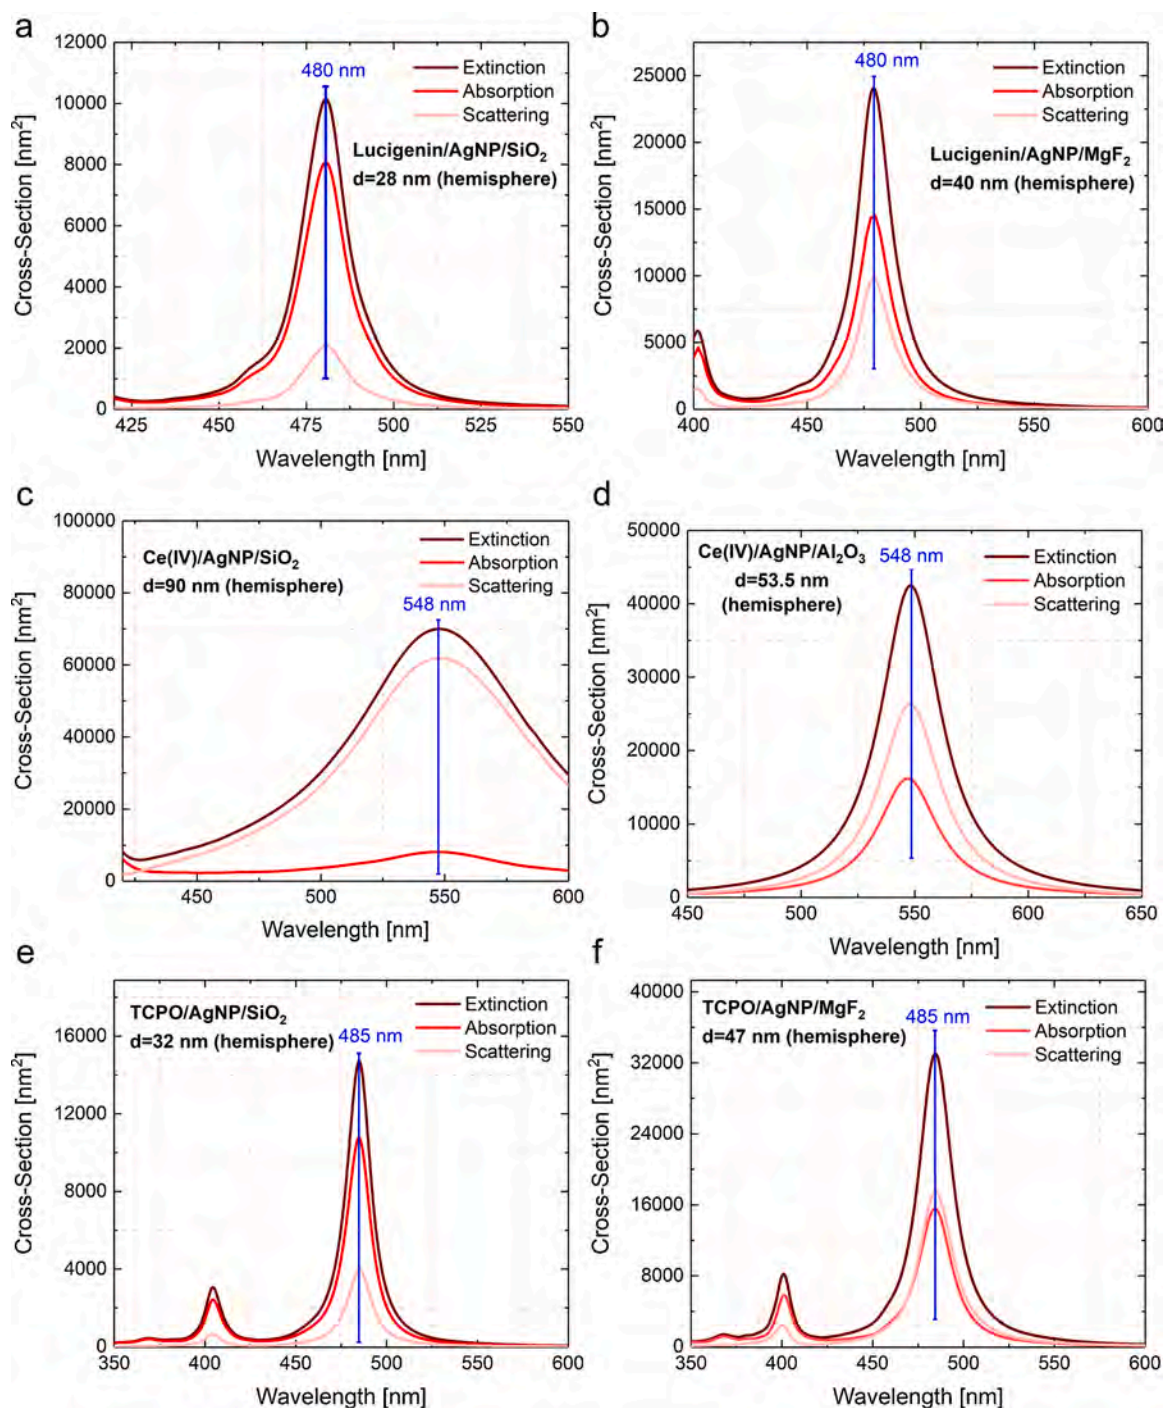 a
12000
10000
8000
6000
4000
2000
0
425
450
475
500
525
550
Cross-Section [nm²]
Wavelength [nm]
480 nm
Extinction
Absorption
Scattering
Lucigenin/AgNP/SiO₂
d=28 nm (hemisphere)
b
25000
20000
15000
10000
5000
0
400
450
500
550
600
Cross-Section [nm²]
Wavelength [nm]
480 nm
Extinction
Absorption
Scattering
Lucigenin/AgNP/MgF₂
d=40 nm (hemisphere)
c
100000
80000
60000
40000
20000
0
450
500
550
600
Cross-Section [nm²]
Wavelength [nm]
Ce(IV)/AgNP/SiO₂
d=90 nm (hemisphere)
Extinction
Absorption
Scattering
548 nm
d
50000
40000
30000
20000
10000
0
450
500
550
600
650
Cross-Section [nm²]
Wavelength [nm]
Ce(IV)/AgNP/Al₂O₃
d=53.5 nm
(hemisphere)
548 nm
Extinction
Absorption
Scattering
e
16000
12000
8000
4000
0
350
400
450
500
550
600
Cross-Section [nm²]
Wavelength [nm]
TCPO/AgNP/SiO₂
d=32 nm (hemisphere)
485 nm
Extinction
Absorption
Scattering
f
40000
32000
24000
16000
8000
0
350
400
450
500
550
600
Cross-Section [nm²]
Wavelength [nm]
TCPO/AgNP/MgF₂
d=47 nm (hemisphere)
485 nm
Extinction
Absorption
Scattering